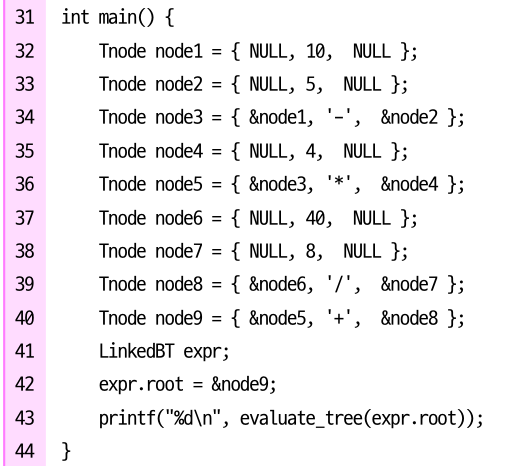 31 int main() {
32 Tnode node1 = { NULL, 10, NULL };
33 Tnode node2 = { NULL, 5, NULL };
34 Tnode node3 = { &node1, '-', &node2 };
35 Tnode node4 = { NULL, 4, NULL };
36 Tnode node5 = { &node3, '*', &node4 };
37 Tnode node6 = { NULL, 40, NULL };
38 Tnode node7 = { NULL, 8, NULL };
39 Tnode node8 = { &node6, '/', &node7 };
40 Tnode node9 = { &node5, '+', &node8 };
41 LinkedBT expr;
42 expr.root = &node9;
43 printf("%d\n", evaluate_tree(expr.root));
44 }